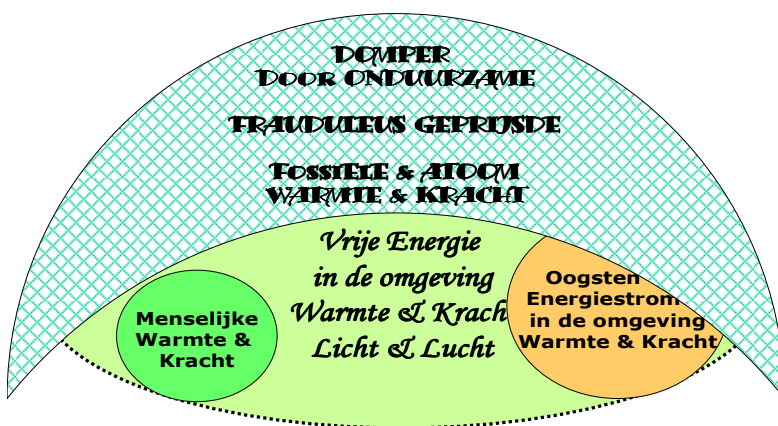 DOMPER
DOOR ONDUURZAME
FRAUDULEUS GEPRIJSDE
FOSSIELE & ATOOM
WARMTE & KRACHT
Vrije Energie
in de omgeving
Warmte & Krach
Licht & Lucht
Menselijke
Warmte &
Kracht
Oogsten
Energiestrom
in de omgeving
Warmte & Kracht